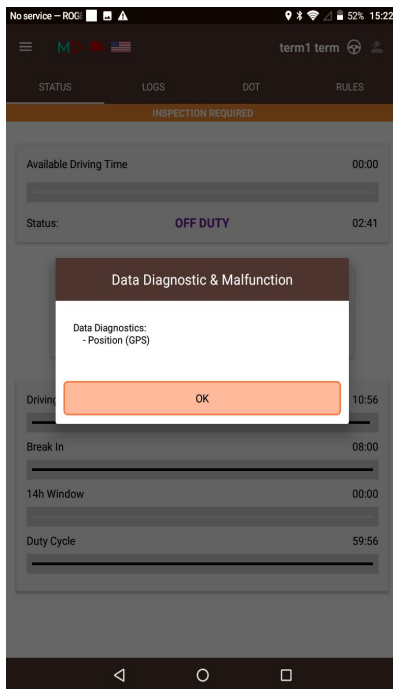 No service — ROGI 52% 15:22
term1 term
STATUS LOGS DOT RULES
INSPECTION REQUIRED
Available Driving Time 00:00
Status: OFF DUTY 02:41
Data Diagnostic & Malfunction
Data Diagnostics:
- Position (GPS)
OK
Driving 10:56
Break In 08:00
14h Window 00:00
Duty Cycle 59:56